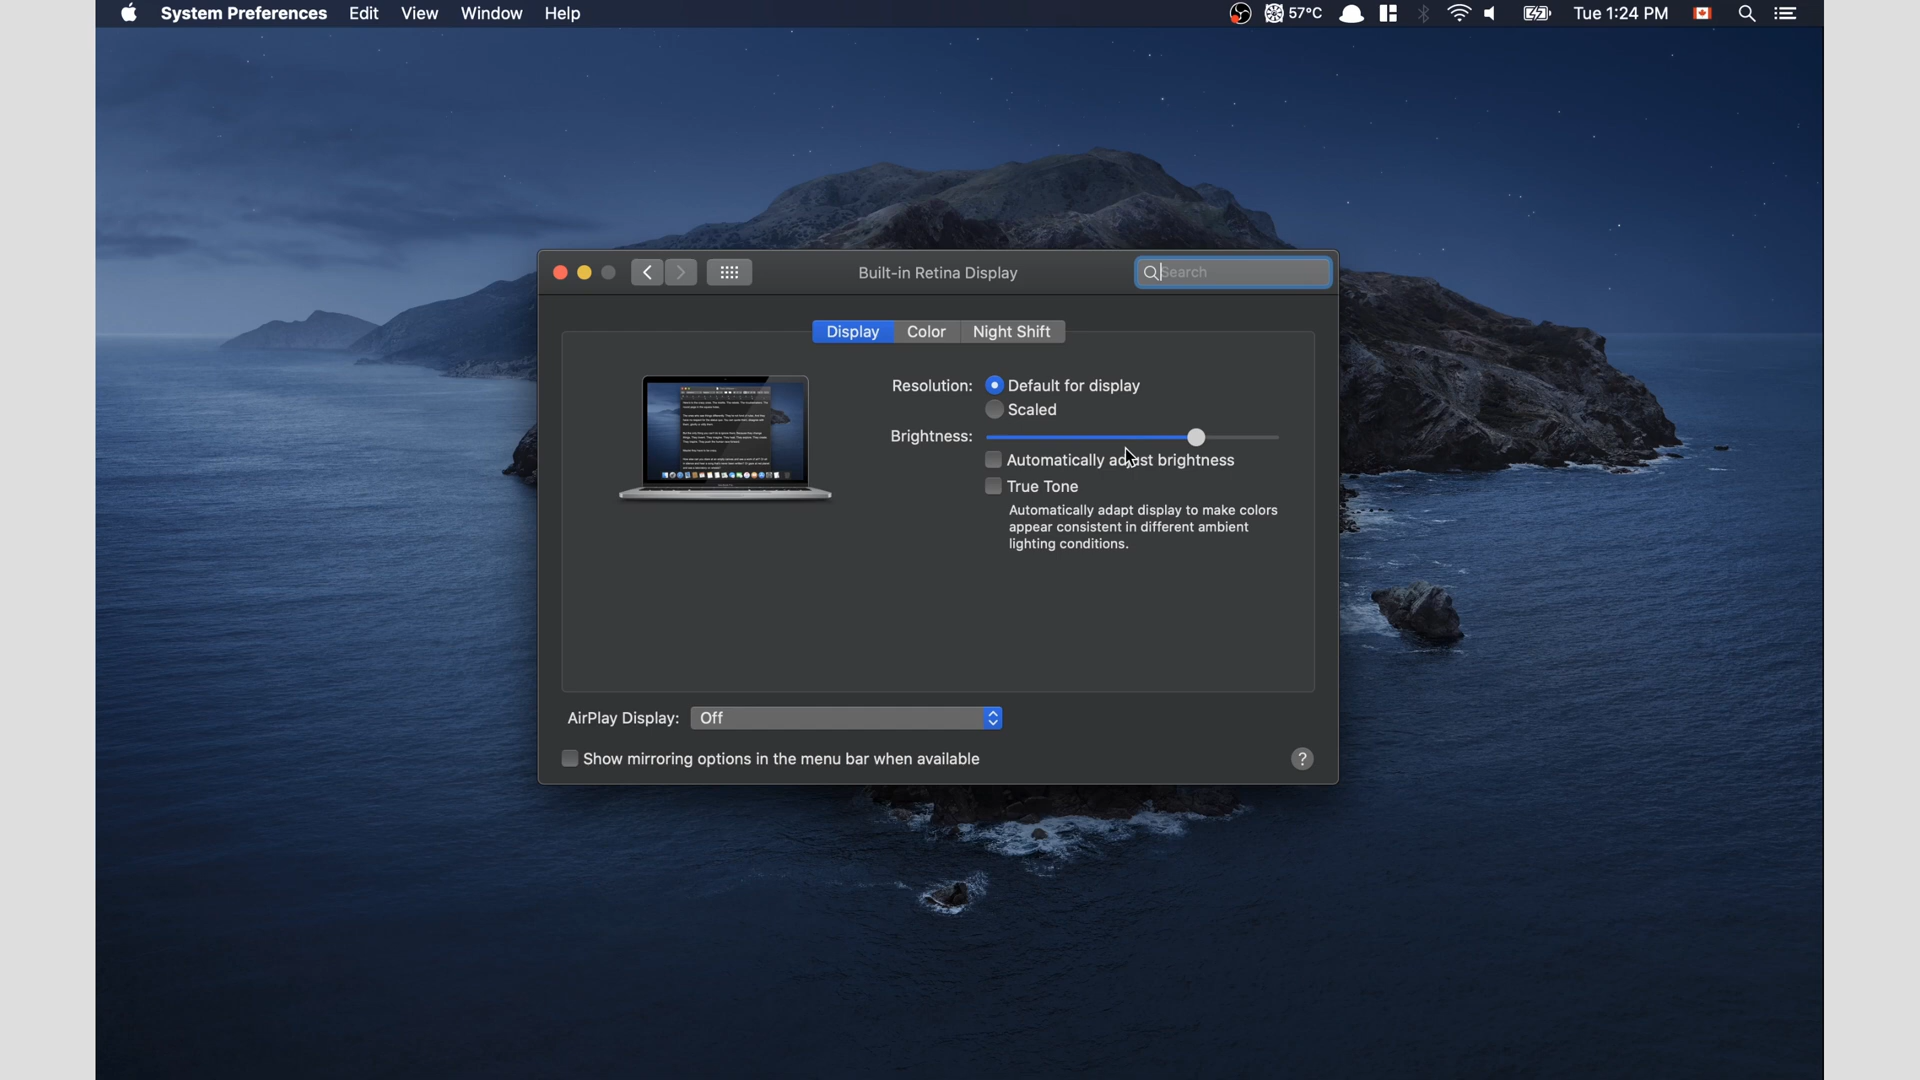 System Preferences Edit View Window Help 57°C Tue 1:24 PM
Built-in Retina Display Search
Display Color Night Shift
Resolution: Default for display
Scaled
Brightness:
Automatically adjust brightness
True Tone
Automatically adapt display to make colors
appear consistent in different ambient
lighting conditions.
AirPlay Display: Off
Show mirroring options in the menu bar when available ?